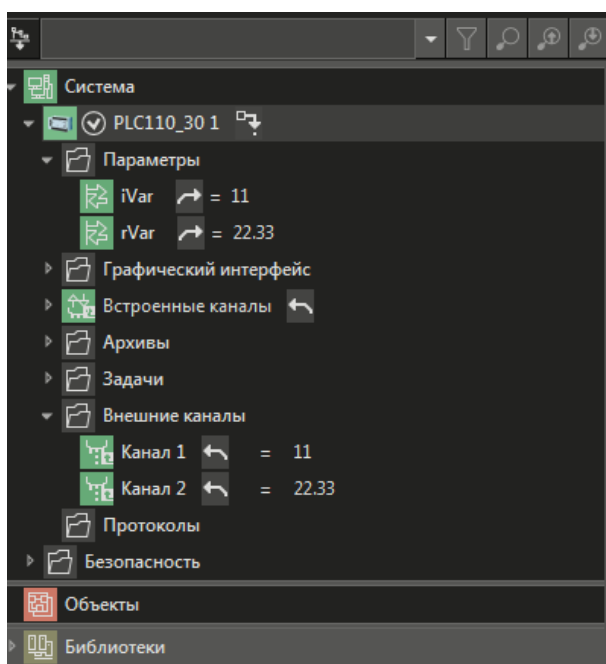 Система
PLC110_30 1
Параметры
iVar = 11
rVar = 22.33
Графический интерфейс
Встроенные каналы
Архивы
Задачи
Внешние каналы
Канал 1 = 11
Канал 2 = 22.33
Протоколы
Безопасность
Объекты
Библиотеки